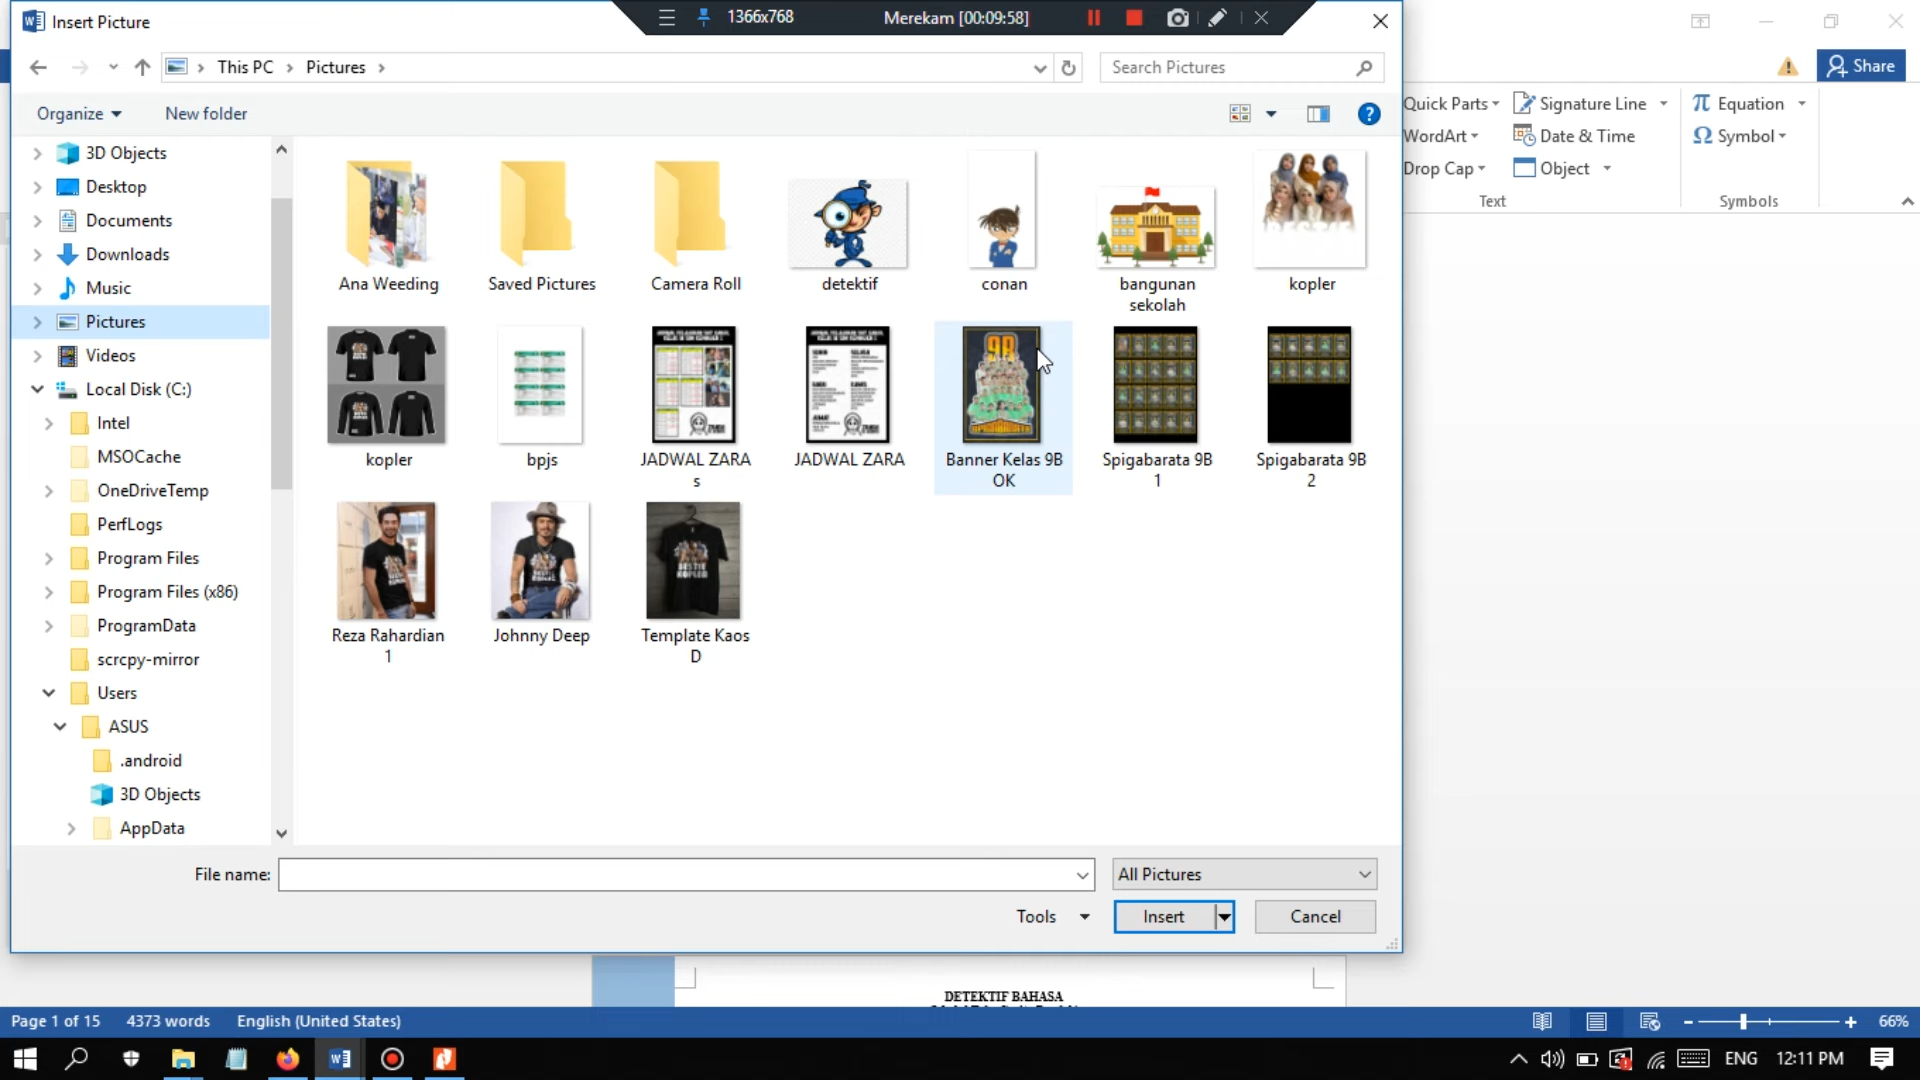 Insert Picture
1366x768
Merekam [00:09:58]
This PC
Pictures
Search Pictures
Share
Organize
New folder
Quick Parts
Signature Line
Equation
WordArt
Date & Time
Symbol
Drop Cap
Object
Text
Symbols
3D Objects
Desktop
Documents
Downloads
Music
Pictures
Videos
Local Disk (C:)
Intel
MSOCache
OneDriveTemp
PerfLogs
Program Files
Program Files (x86)
ProgramData
scrcpy-mirror
Users
ASUS
.android
3D Objects
AppData
Ana Weeding
Saved Pictures
Camera Roll
detektif
conan
bangunan
sekolah
kopler
9B
kopler
bpjs
JADWAL ZARA
s
JADWAL ZARA
Banner Kelas 9B
OK
Spigabarata 9B
1
Spigabarata 9B
2
BESTIE
KOPLER
Reza Rahardian
1
Johnny Deep
Template Kaos
D
File name:
All Pictures
Tools
Insert
Cancel
DETEKTIF BAHASA
Page 1 of 15
4373 words
English (United States)
66%
ENG
12:11 PM